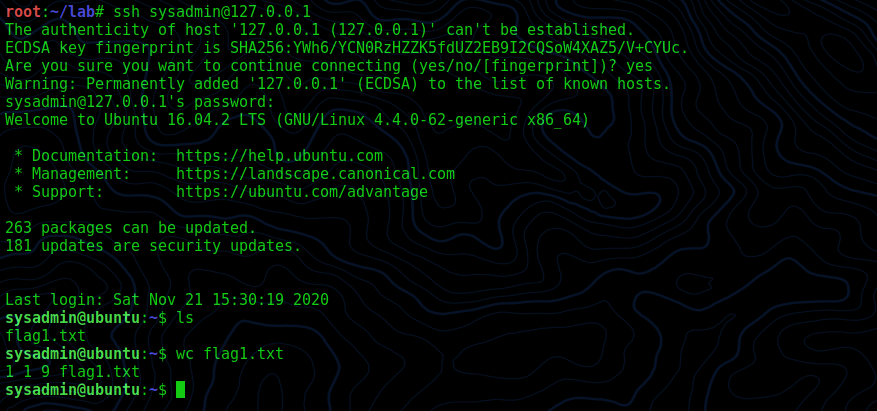 root:~/lab# ssh sysadmin@127.0.0.1
The authenticity of host '127.0.0.1 (127.0.0.1)' can't be established.
ECDSA key fingerprint is SHA256:YWh6/YCN0RzHZZK5fdUZ2EB9I2CQSoW4XAZ5/V+CYUc.
Are you sure you want to continue connecting (yes/no/[fingerprint])? yes
Warning: Permanently added '127.0.0.1' (ECDSA) to the list of known hosts.
sysadmin@127.0.0.1's password:
Welcome to Ubuntu 16.04.2 LTS (GNU/Linux 4.4.0-62-generic x86_64)
* Documentation:  https://help.ubuntu.com
* Management:     https://landscape.canonical.com
* Support:        https://ubuntu.com/advantage
263 packages can be updated.
181 updates are security updates.
Last login: Sat Nov 21 15:30:19 2020
sysadmin@ubuntu:~$ ls
flag1.txt
sysadmin@ubuntu:~$ wc flag1.txt
1 1 9 flag1.txt
sysadmin@ubuntu:~$